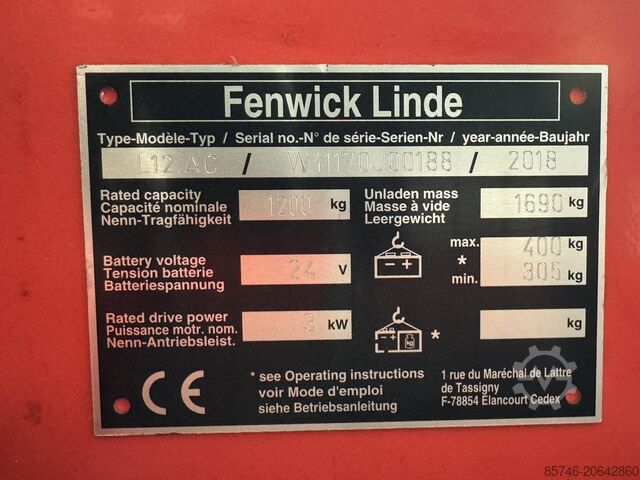 Fenwick Linde
Type-Modèle-Typ / Serial no.-N° de série-Serien-Nr / year-année-Baujahr
L12 AC / W11170J00188 / 2018
Rated capacity
Capacité nominale
Nenn-Tragfähigkeit
1200 kg
Unladen mass
Masse à vide
Leergewicht
1690 kg
Battery voltage
Tension batterie
Batteriespannung
24 V
max. 400 kg
*
min. 305 kg
Rated drive power
Puissance motr. nom.
Nenn-Antriebsleist.
3 kW
* kg
CE
* see Operating instructions
voir Mode d'emploi
siehe Betriebsanleitung
1 rue du Maréchal de Lattre
de Tassigny
F-78854 Elancourt Cedex
85746-20642860